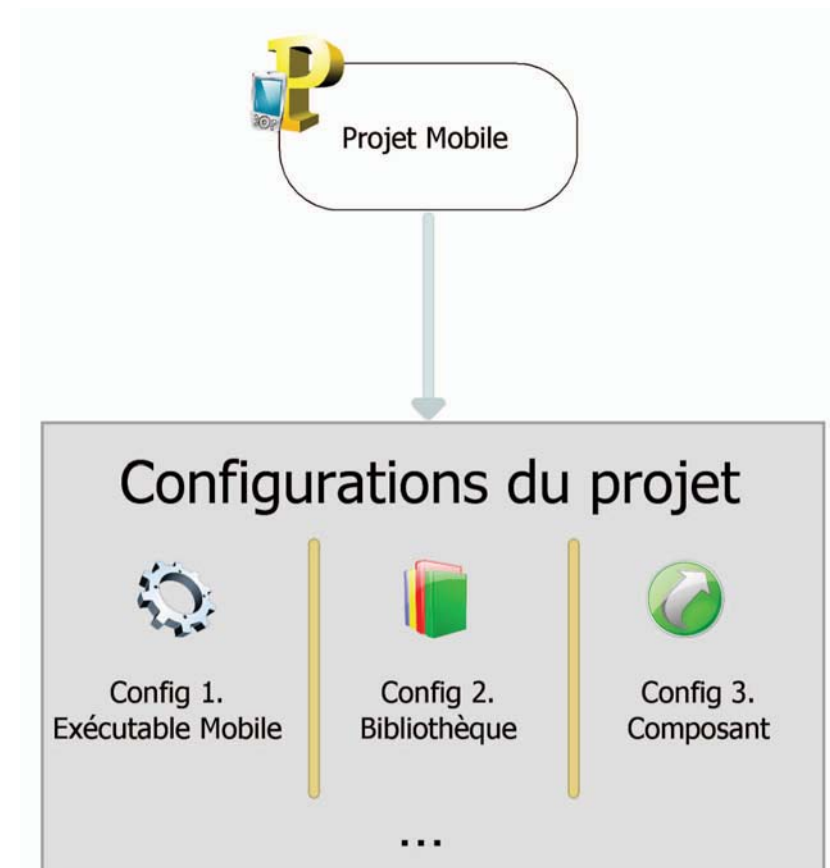 Projet Mobile
Configurations du projet
Config 1.
Exécutable Mobile
Config 2.
Bibliothèque
Config 3.
Composant
...